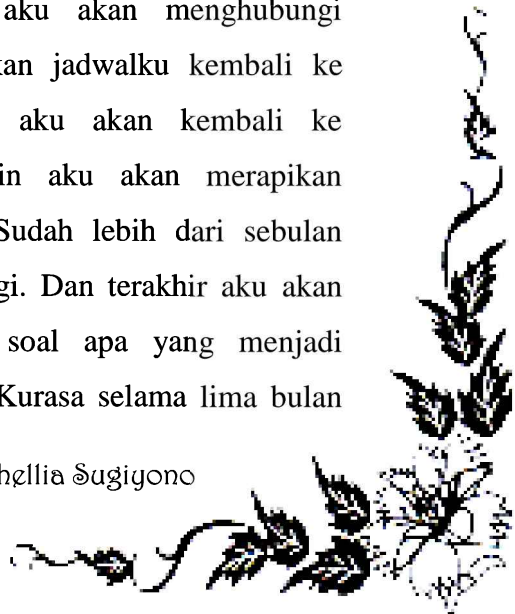 aku akan menghubungi
kan jadwalku kembali ke
aku akan kembali ke
in aku akan merapikan
Sudah lebih dari sebulan
gi. Dan terakhir aku akan
soal apa yang menjadi
Kurasa selama lima bulan
hellia Sugiyono